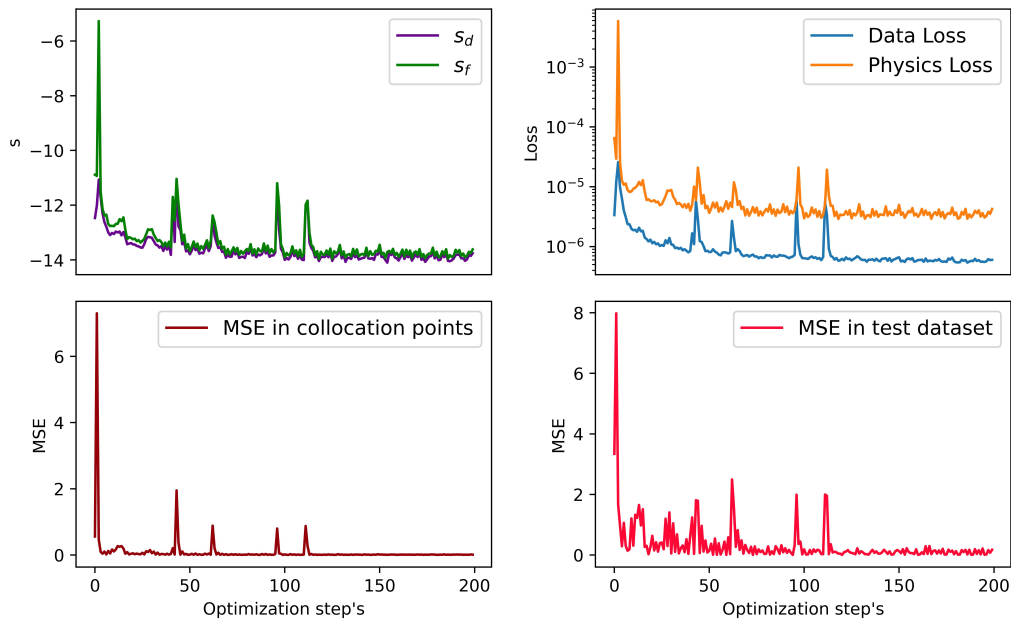 s
−6
−8
−10
−12
−14
s_d
s_f
Loss
10⁻³
10⁻⁴
10⁻⁵
10⁻⁶
Data Loss
Physics Loss
MSE
6
4
2
0
MSE in collocation points
0
50
100
150
200
Optimization step's
MSE
8
6
4
2
0
MSE in test dataset
0
50
100
150
200
Optimization step's